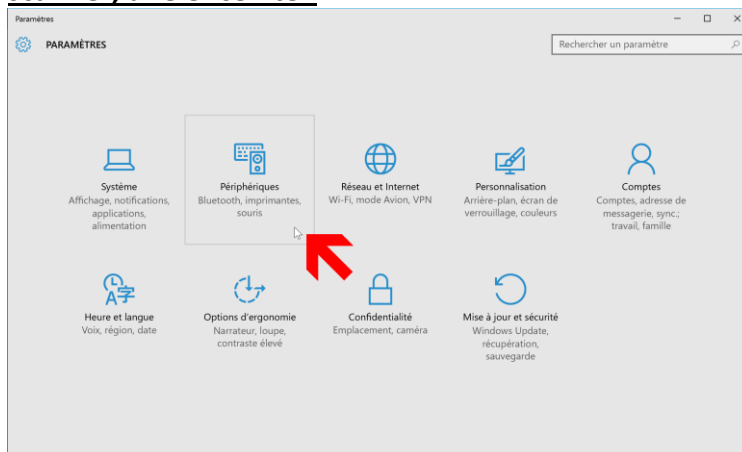 Paramètres
PARAMÈTRES
Rechercher un paramètre
Système
Affichage, notifications,
applications,
alimentation
Périphériques
Bluetooth, imprimantes,
souris
Réseau et Internet
Wi-Fi, mode Avion, VPN
Personnalisation
Arrière-plan, écran de
verrouillage, couleurs
Comptes
Comptes, adresse de
messagerie, sync.;
travail, famille
Heure et langue
Voix, région, date
Options d'ergonomie
Narrateur, loupe,
contraste élevé
Confidentialité
Emplacement, caméra
Mise à jour et sécurité
Windows Update,
récupération,
sauvegarde